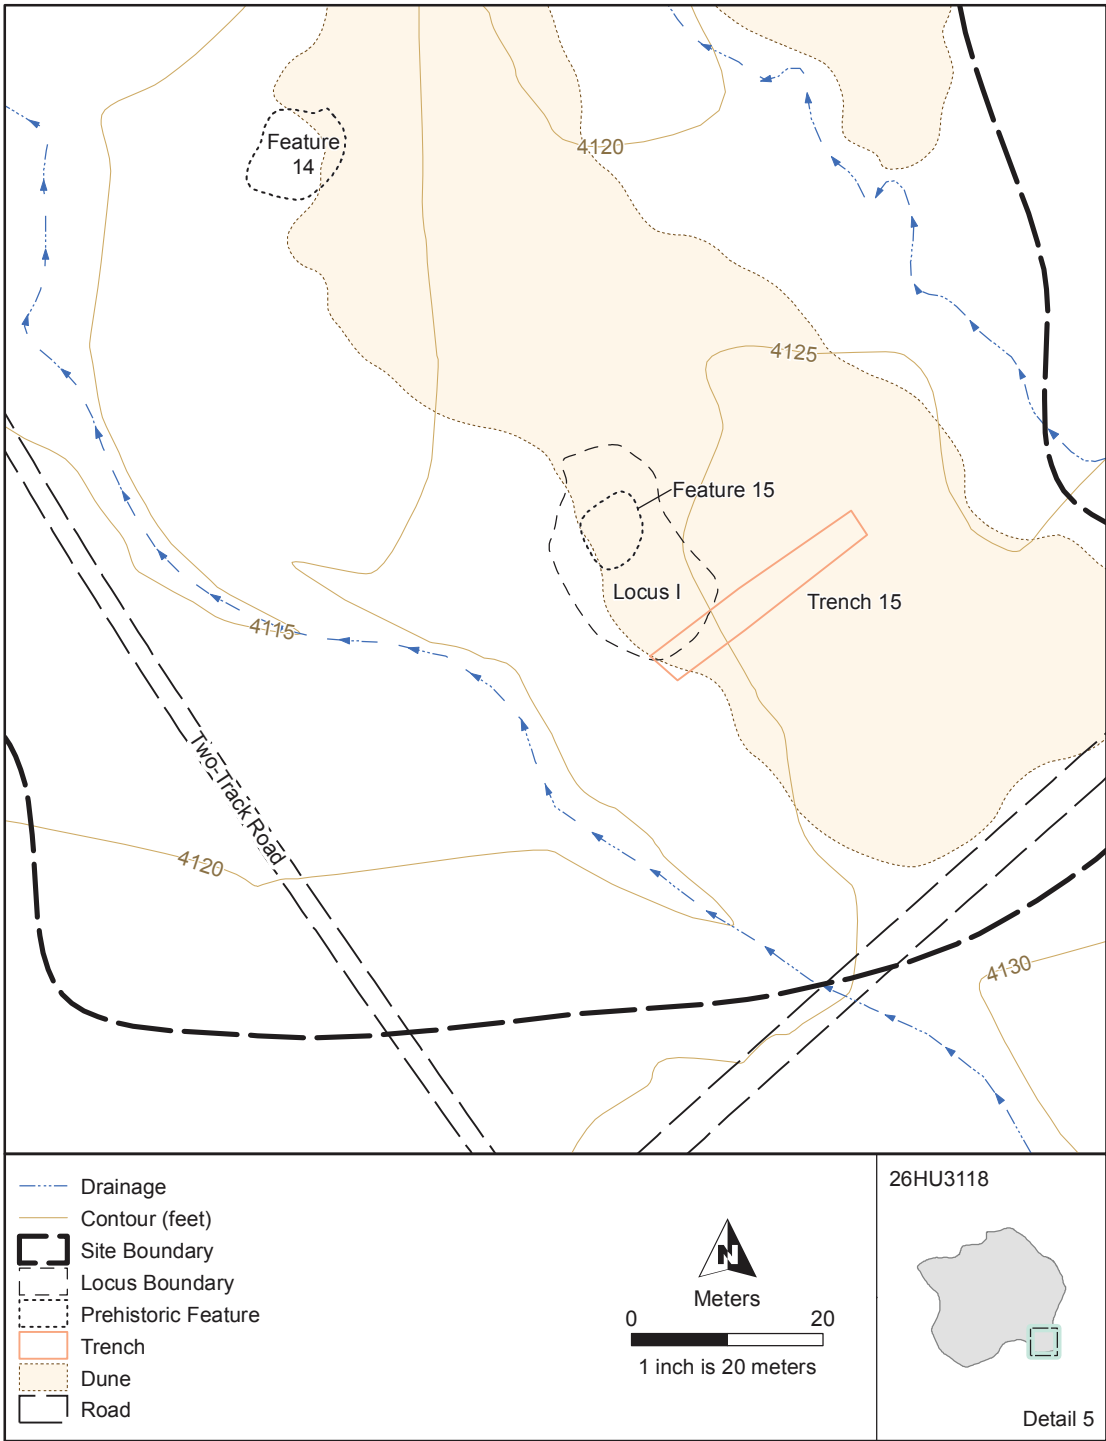 Feature
14
4120
4125
Feature 15
Locus I
Trench 15
4115
Two-Track Road
4120
4130
Drainage
Contour (feet)
Site Boundary
Locus Boundary
Prehistoric Feature
Trench
Dune
Road
N
Meters
0 20
1 inch is 20 meters
26HU3118
Detail 5